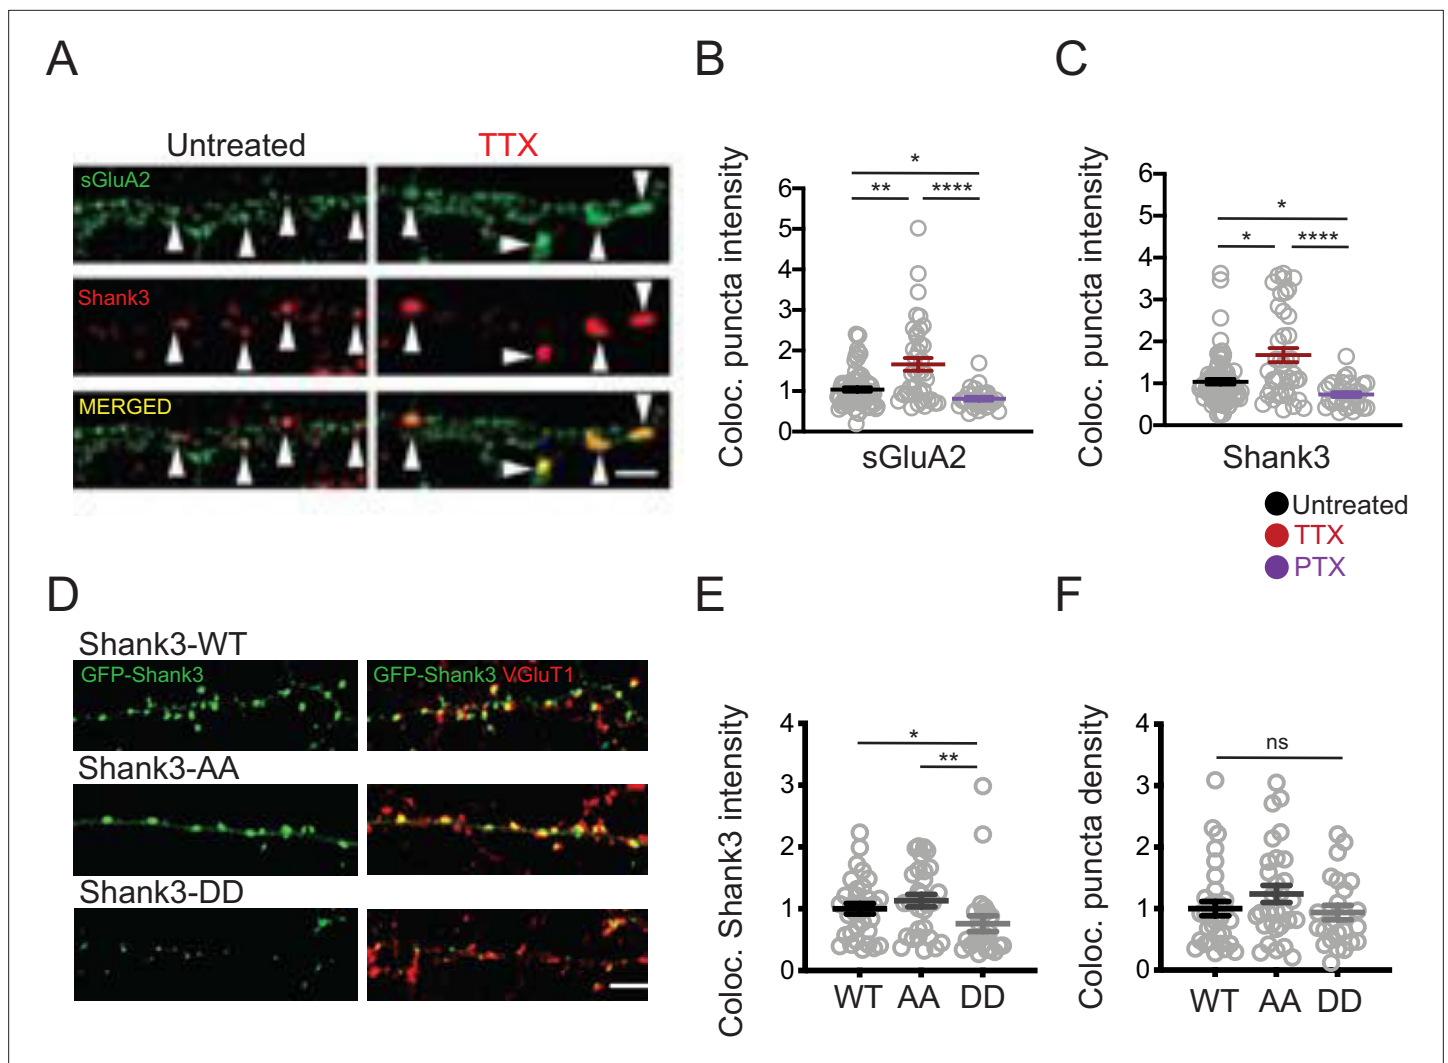 A
Untreated
TTX
sGluA2
Shank3
MERGED
B
Coloc. puncta intensity
6
5
4
3
2
1
0
*
** ****
sGluA2
C
Coloc. puncta intensity
6
5
4
3
2
1
0
*
* ****
Shank3
Untreated
TTX
PTX
D
Shank3-WT
GFP-Shank3
GFP-Shank3 VGluT1
Shank3-AA
Shank3-DD
E
Coloc. Shank3 intensity
4
3
2
1
0
*
**
WT AA DD
F
Coloc. puncta density
4
3
2
1
0
ns
WT AA DD